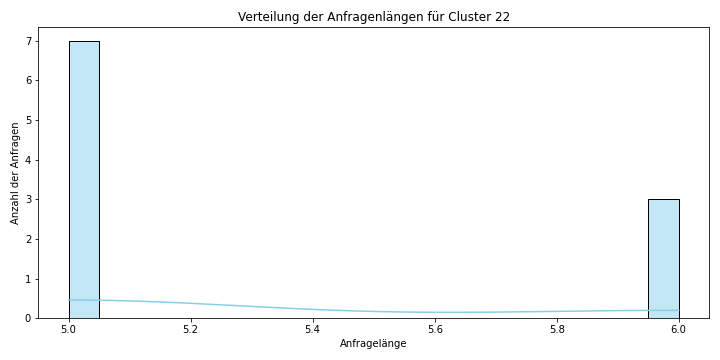 Verteilung der Anfragenlängen für Cluster 22
Anzahl der Anfragen
7
6
5
4
3
2
1
0
5.0 5.2 5.4 5.6 5.8 6.0
Anfragelänge